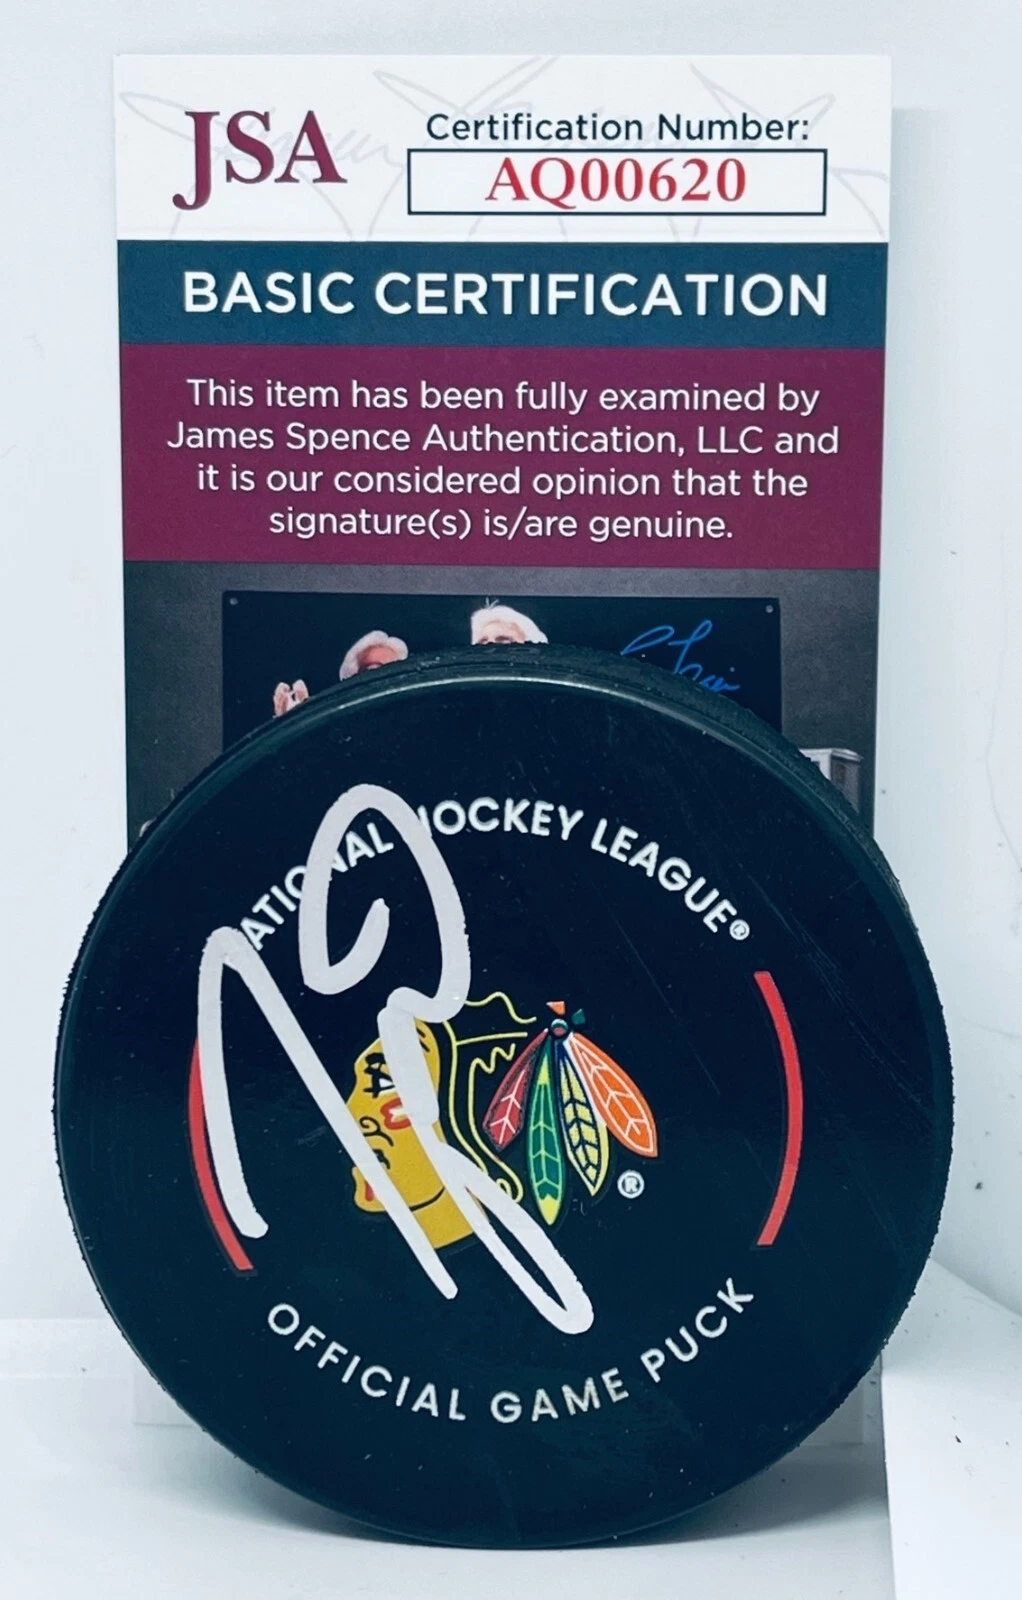 JSA
Certification Number:
AQ00620
BASIC CERTIFICATION
This item has been fully examined by
James Spence Authentication, LLC and
it is our considered opinion that the
signature(s) is/are genuine.
NATIONAL HOCKEY LEAGUE®
®
OFFICIAL GAME PUCK